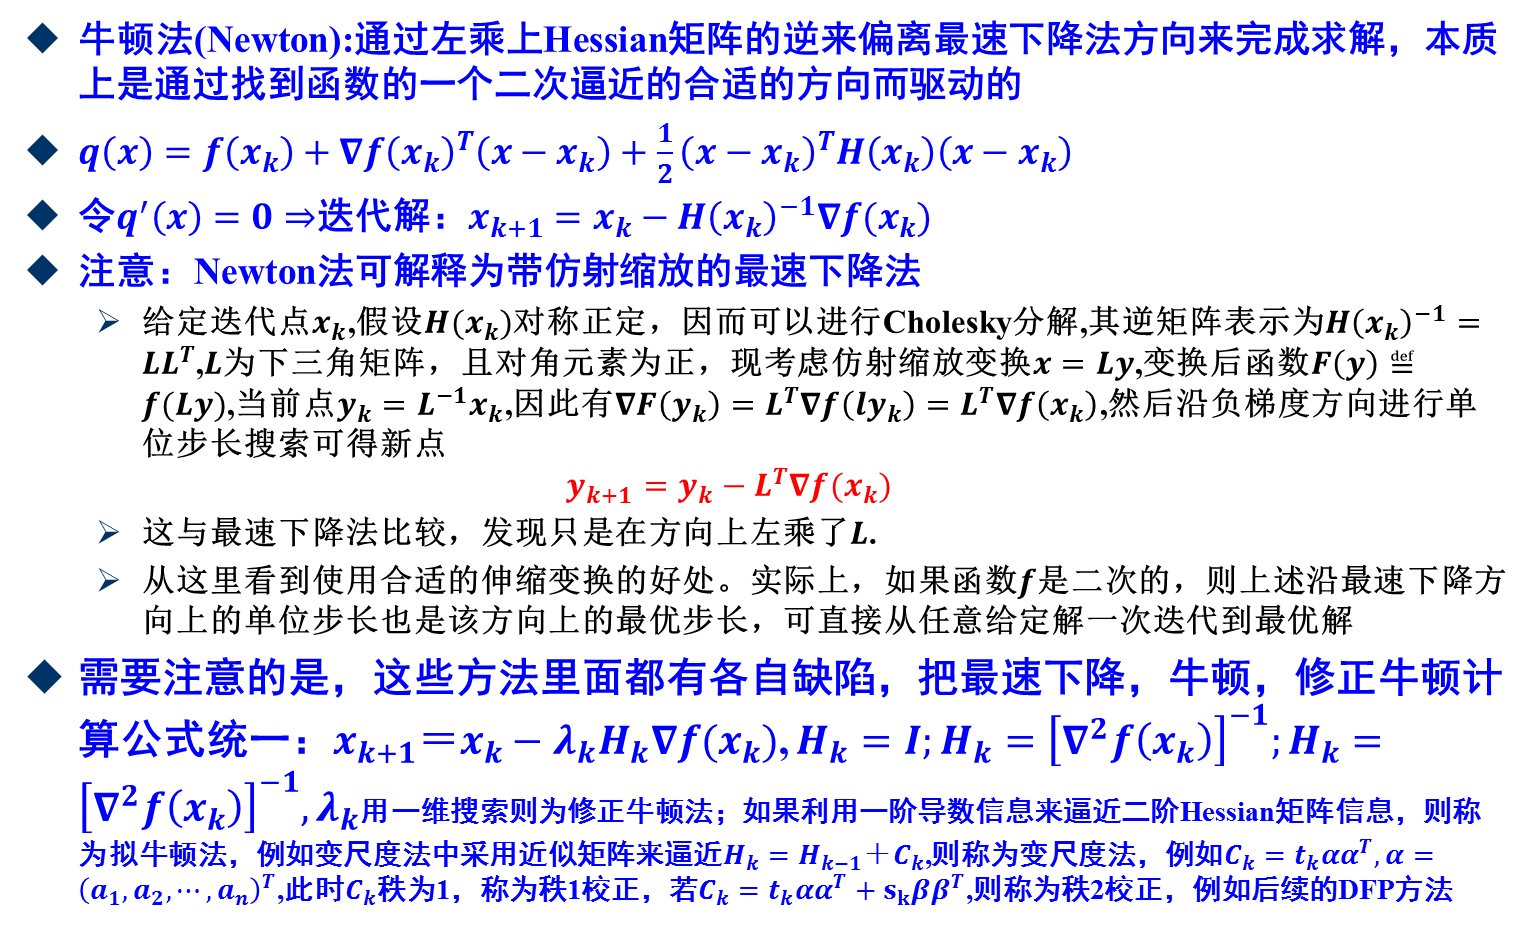 ◆ 牛顿法(Newton):通过左乘上Hessian矩阵的逆来偏离最速下降法方向来完成求解，本质
上是通过找到函数的一个二次逼近的合适的方向而驱动的
◆ q(x) = f(x_k) + ∇f(x_k)^T(x − x_k) + 1/2 (x − x_k)^T H(x_k)(x − x_k)
◆ 令q′(x) = 0 ⇒迭代解：x_{k+1} = x_k − H(x_k)^{−1}∇f(x_k)
◆ 注意：Newton法可解释为带仿射缩放的最速下降法
➢ 给定迭代点x_k,假设H(x_k)对称正定，因而可以进行Cholesky分解,其逆矩阵表示为H(x_k)^{−1} =
LL^T,L为下三角矩阵，且对角元素为正，现考虑仿射缩放变换x = Ly,变换后函数F(y) ≝
f(Ly),当前点y_k = L^{−1}x_k,因此有∇F(y_k) = L^T∇f(ly_k) = L^T∇f(x_k),然后沿负梯度方向进行单
位步长搜索可得新点
y_{k+1} = y_k − L^T∇f(x_k)
➢ 这与最速下降法比较，发现只是在方向上左乘了L.
➢ 从这里看到使用合适的伸缩变换的好处。实际上，如果函数f是二次的，则上述沿最速下降方
向上的单位步长也是该方向上的最优步长，可直接从任意给定解一次迭代到最优解
◆ 需要注意的是，这些方法里面都有各自缺陷，把最速下降，牛顿，修正牛顿计
算公式统一：x_{k+1}＝x_k − λ_kH_k∇f(x_k), H_k = I; H_k = [∇²f(x_k)]^{−1}; H_k =
[∇²f(x_k)]^{−1}, λ_k用一维搜索则为修正牛顿法；如果利用一阶导数信息来逼近二阶Hessian矩阵信息，则称
为拟牛顿法，例如变尺度法中采用近似矩阵来逼近H_k = H_{k−1}＋C_k,则称为变尺度法，例如C_k = t_kαα^T, α =
(a_1, a_2, ⋯, a_n)^T,此时C_k秩为1，称为秩1校正，若C_k = t_kαα^T + s_kββ^T,则称为秩2校正，例如后续的DFP方法